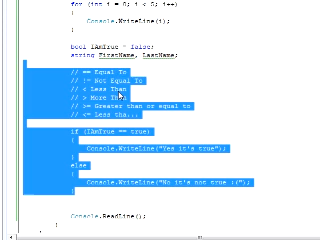 for (int i = 0; i < 5; i++)
{
Console.WriteLine(i);
}
bool IAmTrue = false;
string FirstName, LastName;
// == Equal To
// != Not Equal To
// < Less Than
// > More Than
// >= Greater than or equal to
// <= Less tha...
if (IAmTrue == true)
{
Console.WriteLine("Yes it's true");
}
else
{
Console.WriteLine("No it's not true :(");
}
Console.ReadLine();
}
}